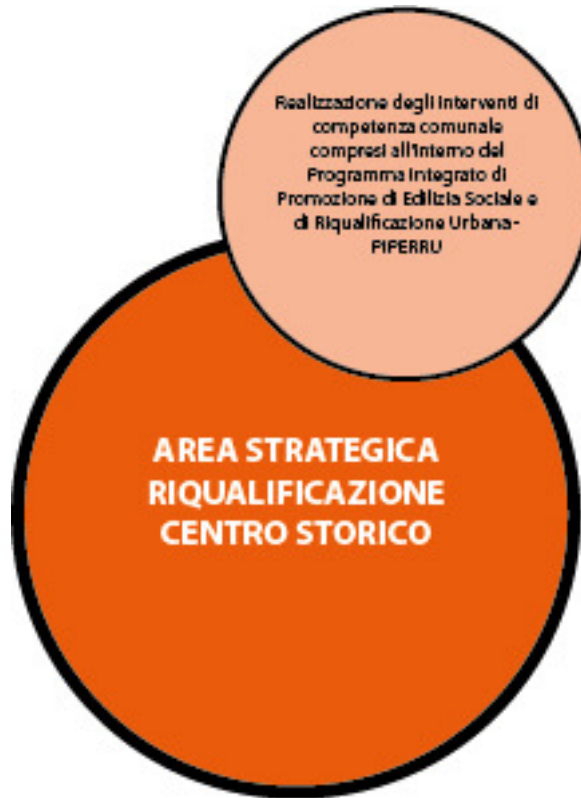 Realizzazione degli interventi di
competenza comunale
compresi all'interno del
Programma Integrato di
Promozione di Edilizia Sociale e
di Riqualificazione Urbana -
PIPERRU
AREA STRATEGICA
RIQUALIFICAZIONE
CENTRO STORICO